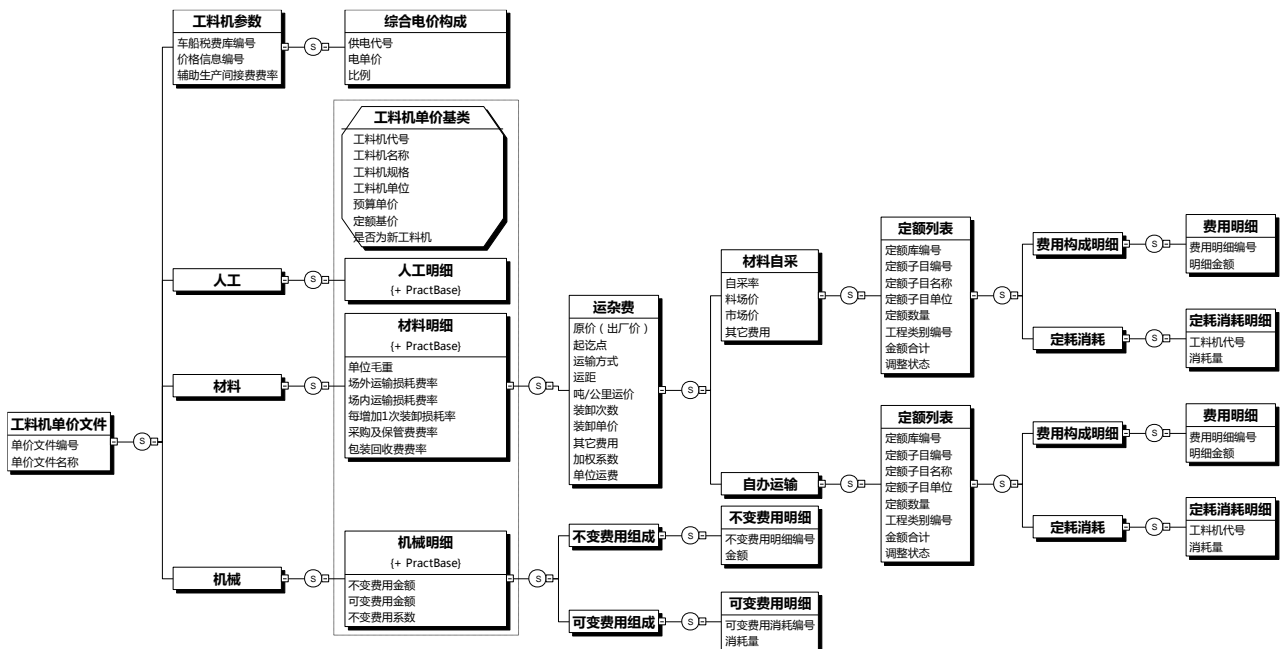 工料机单价文件
单价文件编号
单价文件名称
S
工料机参数
车船税费库编号
价格信息编号
辅助生产间接费费率
S
综合电价构成
供电代号
电单价
比例
工料机单价基类
工料机代号
工料机名称
工料机规格
工料机单位
预算单价
定额基价
是否为新工料机
人工
S
人工明细
{+ PractBase}
材料
S
材料明细
{+ PractBase}
单位毛重
场外运输损耗费率
场内运输损耗费率
每增加1次装卸损耗率
采购及保管费费率
包装回收费费率
S
运杂费
原价（出厂价）
起讫点
运输方式
运距
吨/公里运价
装卸次数
装卸单价
其它费用
加权系数
单位运费
S
材料自采
自采率
料场价
市场价
其它费用
S
定额列表
定额库编号
定额子目编号
定额子目名称
定额子目单位
定额数量
工程类别编号
金额合计
调整状态
S
费用构成明细
S
费用明细
费用明细编号
明细金额
定耗消耗
S
定耗消耗明细
工料机代号
消耗量
自办运输
S
定额列表
定额库编号
定额子目编号
定额子目名称
定额子目单位
定额数量
工程类别编号
金额合计
调整状态
S
费用构成明细
S
费用明细
费用明细编号
明细金额
定耗消耗
S
定耗消耗明细
工料机代号
消耗量
机械
S
机械明细
{+ PractBase}
不变费用金额
可变费用金额
不变费用系数
S
不变费用组成
S
不变费用明细
不变费用明细编号
金额
可变费用组成
S
可变费用明细
可变费用消耗编号
消耗量